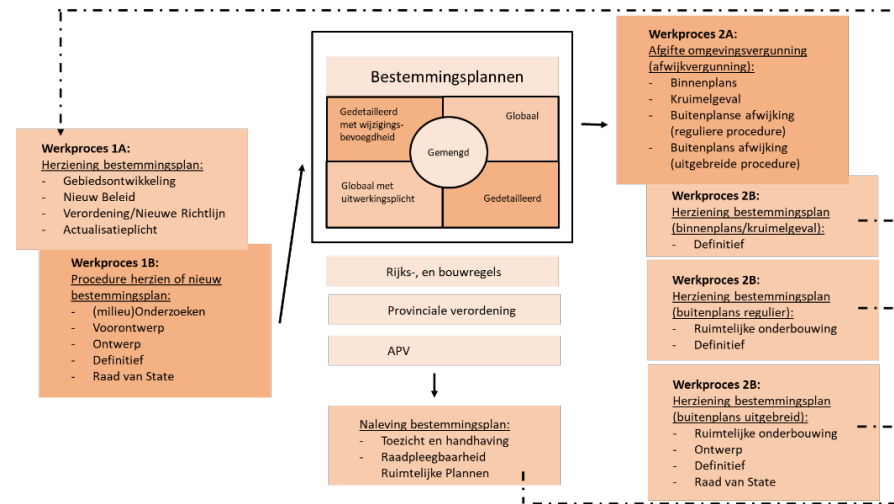 Werkproces 1A:
Herziening bestemmingsplan:
- Gebiedsontwikkeling
- Nieuw Beleid
- Verordening/Nieuwe Richtlijn
- Actualisatieplicht
Werkproces 1B:
Procedure herzien of nieuw
bestemmingsplan:
- (milieu)Onderzoeken
- Voorontwerp
- Ontwerp
- Definitief
- Raad van State
Bestemmingsplannen
Gedetailleerd
met wijzigings-
bevoegdheid
Globaal
Gemengd
Globaal met
uitwerkingsplicht
Gedetailleerd
Rijks-, en bouwregels
Provinciale verordening
APV
Naleving bestemmingsplan:
- Toezicht en handhaving
- Raadpleegbaarheid
Ruimtelijke Plannen
Werkproces 2A:
Afgifte omgevingsvergunning
(afwijkvergunning):
- Binnenplans
- Kruimelgeval
- Buitenplanse afwijking
(reguliere procedure)
- Buitenplans afwijking
(uitgebreide procedure)
Werkproces 2B:
Herziening bestemmingsplan
(binnenplans/kruimelgeval):
- Definitief
Werkproces 2B:
Herziening bestemmingsplan
(buitenplans regulier):
- Ruimtelijke onderbouwing
- Definitief
Werkproces 2B:
Herziening bestemmingsplan
(buitenplans uitgebreid):
- Ruimtelijke onderbouwing
- Ontwerp
- Definitief
- Raad van State